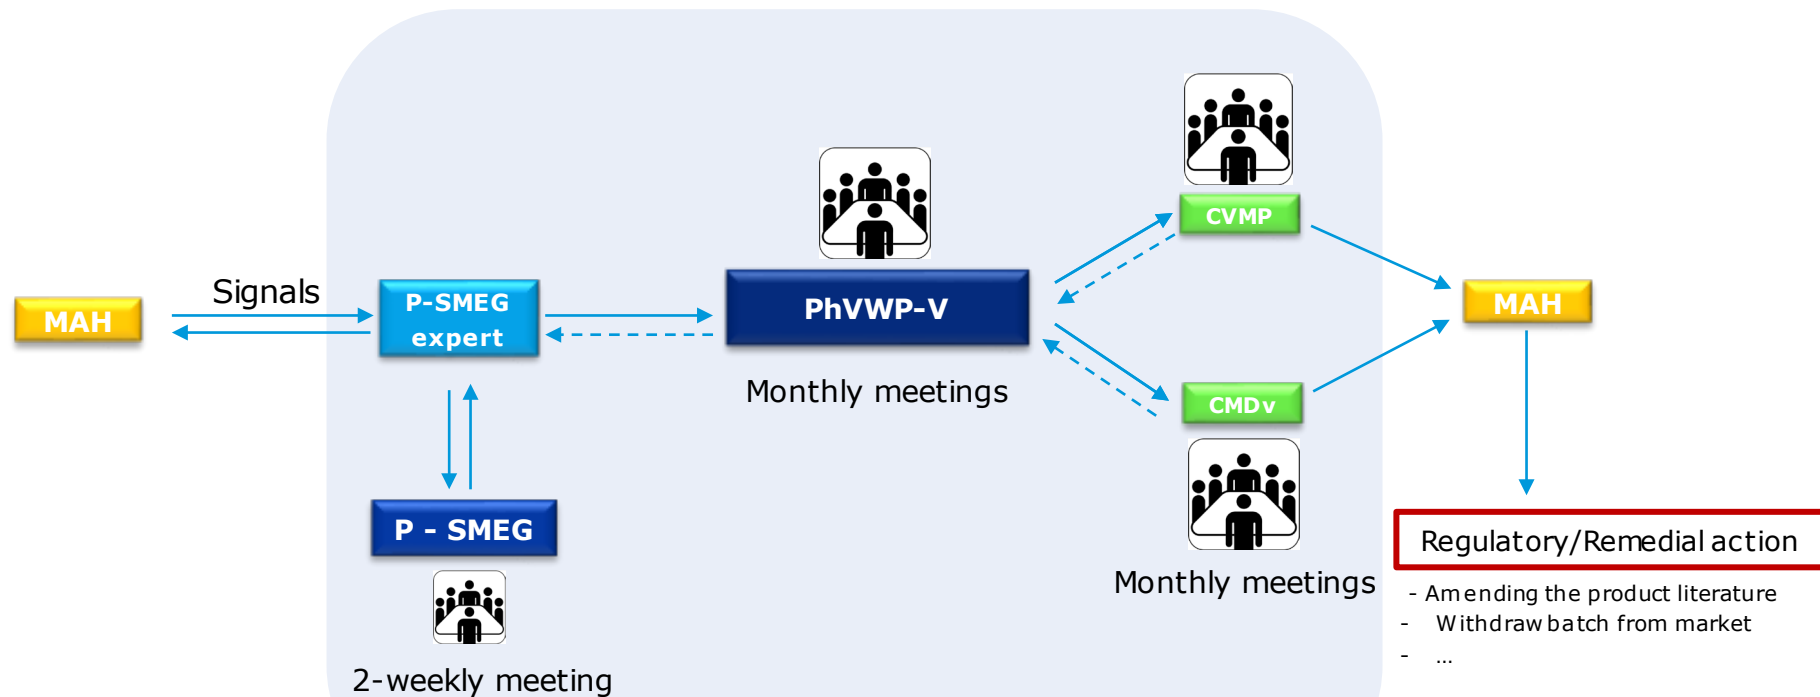 MAH
Signals
P-SMEG
expert
P - SMEG
2-weekly meeting
PhVWP-V
Monthly meetings
CVMP
CMDv
Monthly meetings
MAH
Regulatory/Remedial action
- Amending the product literature
- Withdraw batch from market
- ...